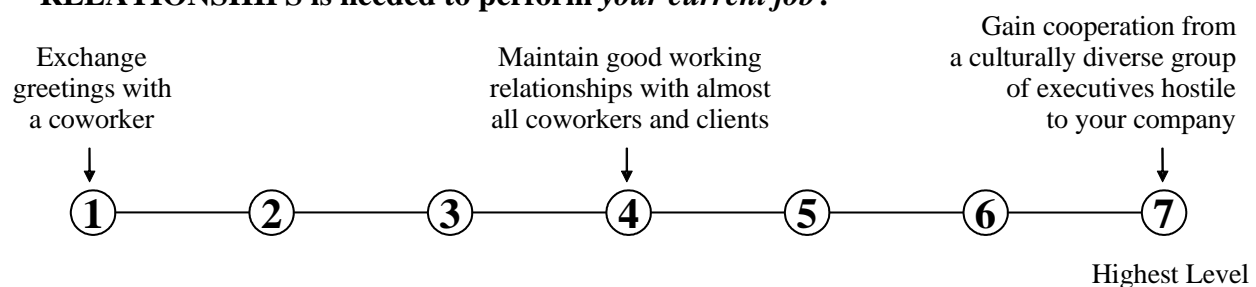 RELATIONSHIPS is needed to perform your current job?
Exchange
greetings with
a coworker
Maintain good working
relationships with almost
all coworkers and clients
Gain cooperation from
a culturally diverse group
of executives hostile
to your company
1 2 3 4 5 6 7
Highest Level